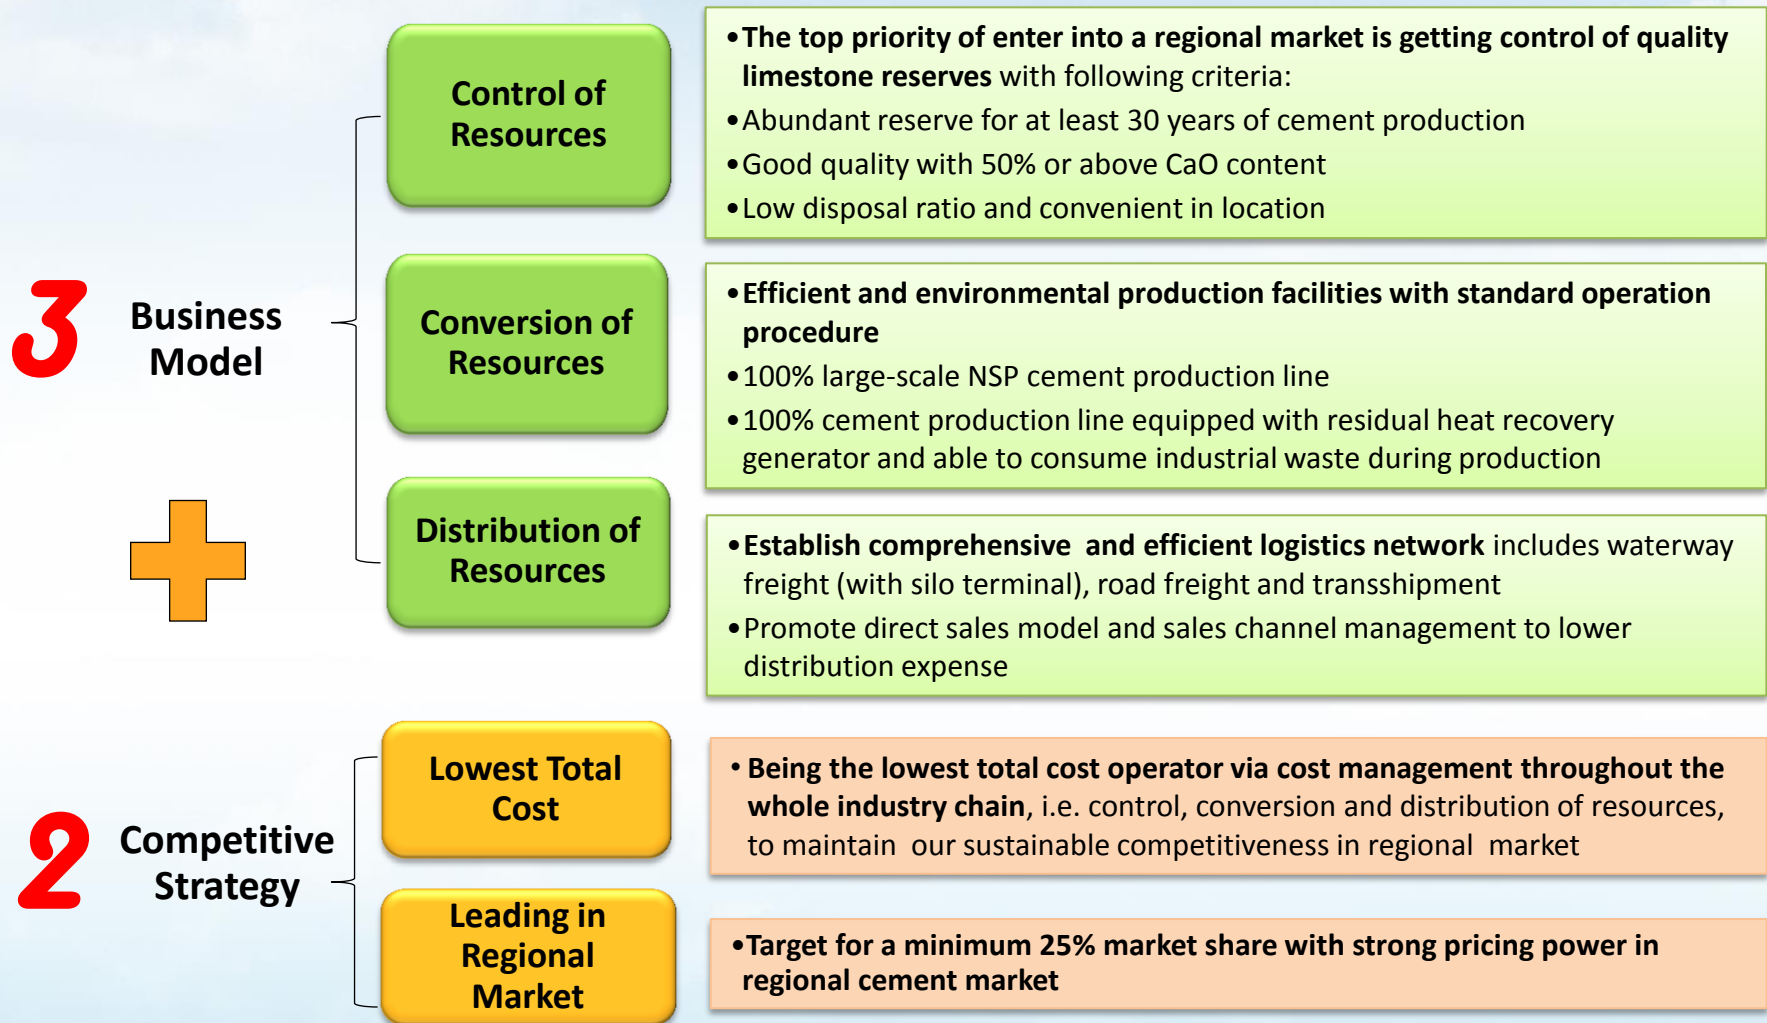 3
Business
Model
Control of
Resources
•The top priority of enter into a regional market is getting control of quality
limestone reserves with following criteria:
•Abundant reserve for at least 30 years of cement production
•Good quality with 50% or above CaO content
•Low disposal ratio and convenient in location
Conversion of
Resources
•Efficient and environmental production facilities with standard operation
procedure
•100% large-scale NSP cement production line
•100% cement production line equipped with residual heat recovery
generator and able to consume industrial waste during production
Distribution of
Resources
•Establish comprehensive and efficient logistics network includes waterway
freight (with silo terminal), road freight and transshipment
•Promote direct sales model and sales channel management to lower
distribution expense
2
Competitive
Strategy
Lowest Total
Cost
• Being the lowest total cost operator via cost management throughout the
whole industry chain, i.e. control, conversion and distribution of resources,
to maintain our sustainable competitiveness in regional market
Leading in
Regional
Market
•Target for a minimum 25% market share with strong pricing power in
regional cement market